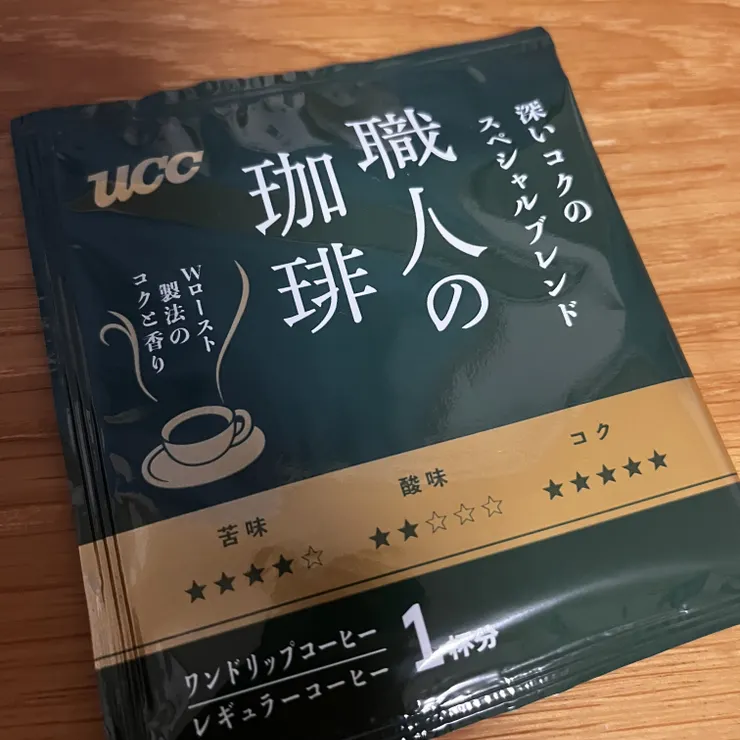 ucc
深いコクの
スペシャルブレンド
職人の
珈琲
Wロースト
製法の
コクと香り
苦味
★★★★☆
酸味
★★☆☆☆
コク
★★★★★
ワンドリップコーヒー
レギュラーコーヒー
1杯分